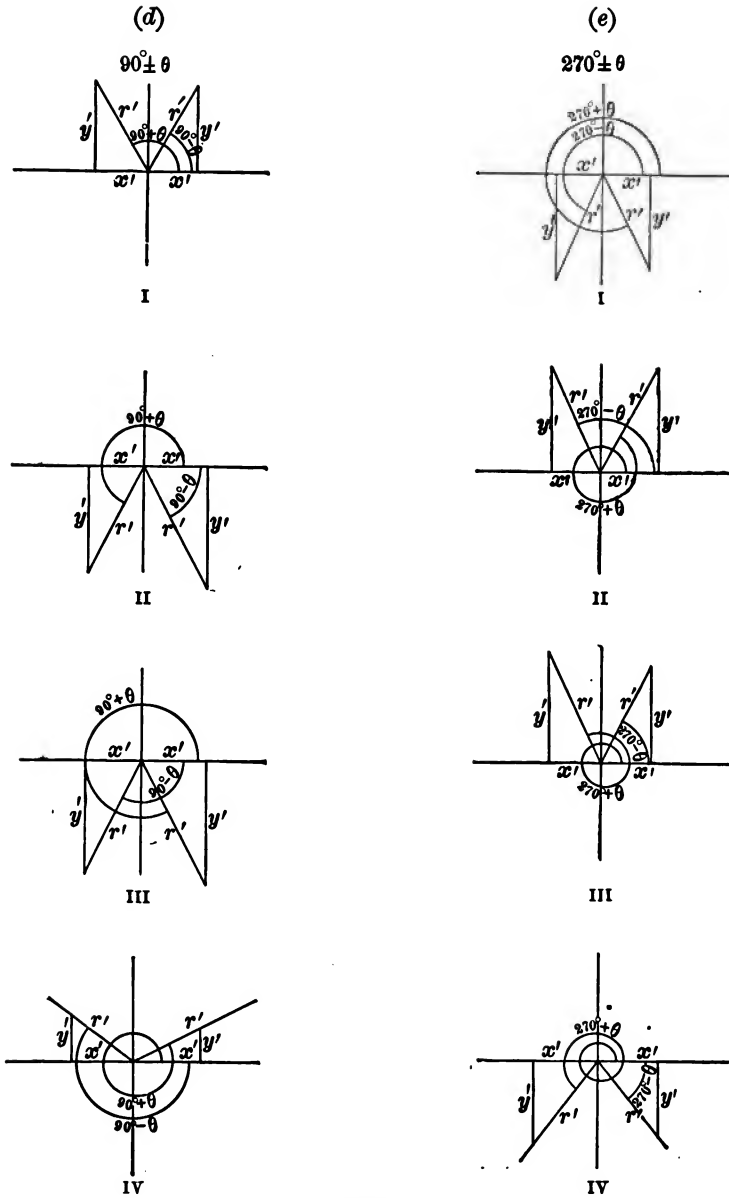 (d)
90° ± θ
y' r' r' y'
90°+θ
90°-θ
x' x'
I
90°+θ
x' x'
90°-θ
y' r' r' y'
II
90°+θ
x' x'
90°-θ
y' r' r' y'
III
y' r' r' y'
x' x'
90°+θ
90°-θ
IV
(e)
270° ± θ
270°+θ
270°-θ
x' x'
y' r' r' y'
I
r' r'
270°-θ
y' y'
x' x'
270°+θ
II
y' r' r' y'
270°-θ
x' x'
270+θ
III
270°+θ
x' x'
270°-θ
y' r' r' y'
IV